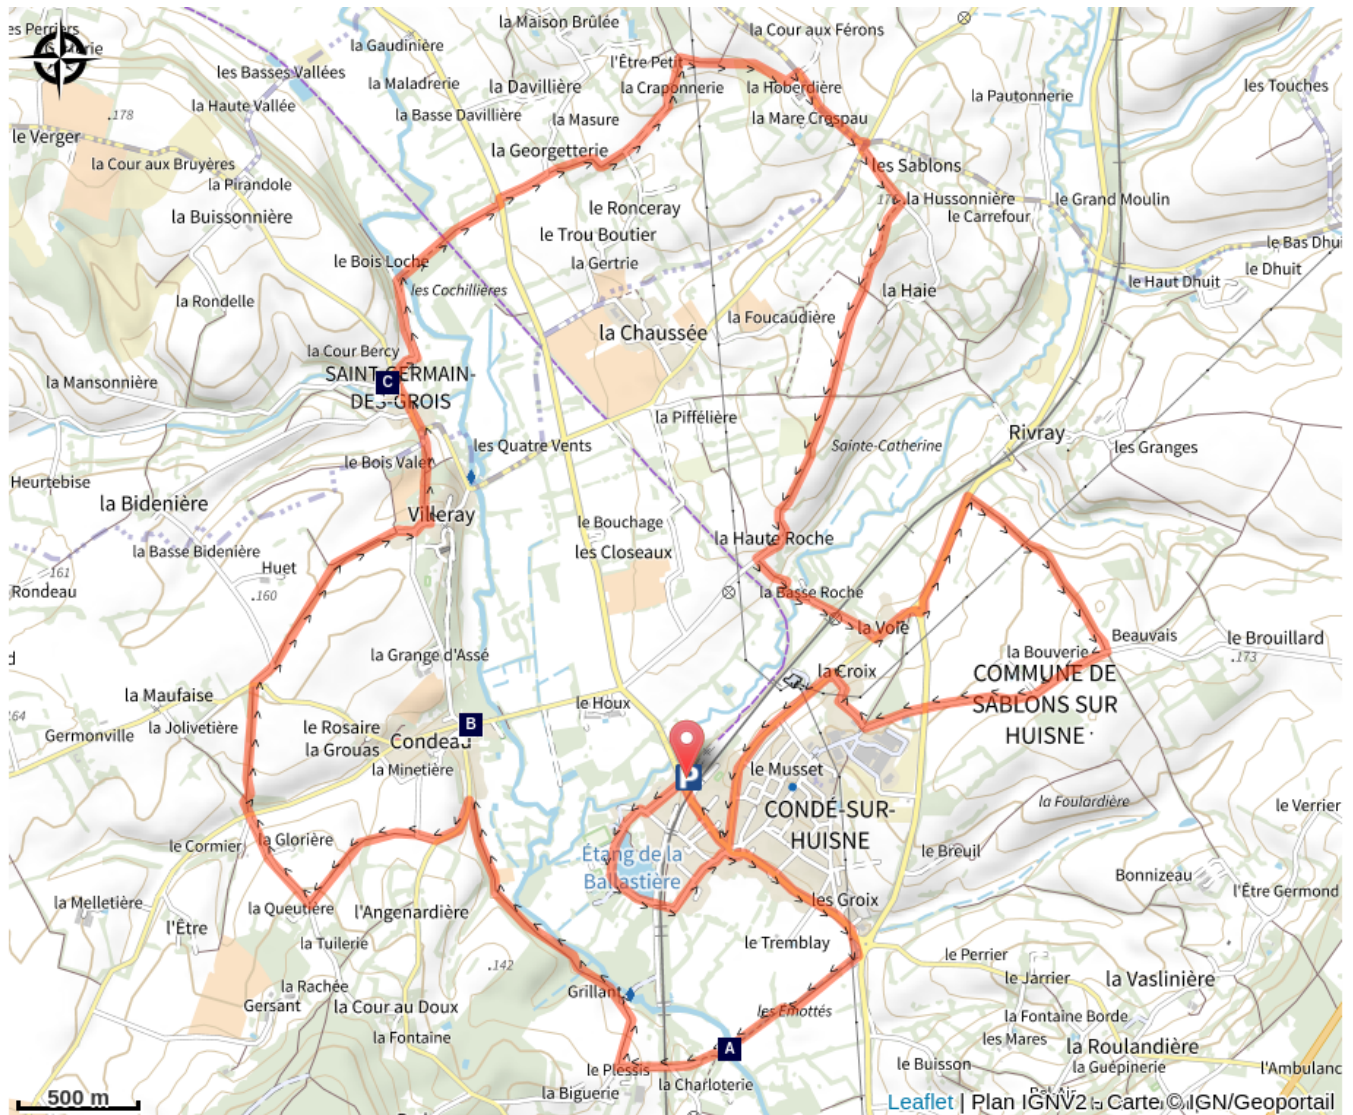 es Perriers
la Maison Brûlée
la Cour aux Férons
la Gaudinière
l'Être Petit
les Basses Vallées
la Maladrerie
la Davillière
la Craponnerie
la Hoberdière
les Touches
la Pautonnerie
la Haute Vallée
.178
la Basse Davillière
la Masure
la Mare Crespau
le Verger
la Cour aux Bruyères
la Georgetterie
les Sablons
la Pirandole
la Hussonnière
le Grand Moulin
la Buissonnière
le Ronceray
le Carrefour
le Trou Boutier
le Bas Dhui
le Bois Loche
la Gertrie
le Dhuit
le Haut Dhuit
les Cochillières
la Haie
la Rondelle
la Foucaudière
la Chaussée
la Cour Bercy
C
SAINT-GERMAIN-
DES-GROIS
la Mansonnière
la Piffélière
Rivray
les Quatre Vents
Sainte-Catherine
les Granges
le Bois Valet
Heurtebise
la Bidenière
Villeray
le Bouchage
la Haute Roche
la Basse Bidenière
les Closeaux
Huet
.161
Rondeau
.160
la Basse Roche
la Voie
Beauvais
le Brouillard
la Grange d'Assé
la Bouverie
.173
la Croix
COMMUNE DE
SABLONS SUR
HUISNE
la Maufaise
le Houx
.64
la Jolivetière
le Rosaire
B
Germonville
la Grouas
Condeau
la Minetière
le Musset
P
la Foulardière
le Verrier
CONDÉ-SUR-
HUISNE
la Glorière
le Cormier
Étang de la
Ballastière
le Breuil
Bonnizeau
l'Être Germond
la Melletière
la Queutière
l'Angenardière
les Groix
l'Être
la Tuilerie
le Tremblay
le Perrier
.142
le Jarrier
la Vaslinière
la Rachée
Grillant
Gersant
la Cour au Doux
les Émottés
la Fontaine Borde
la Fontaine
les Mares
la Roulandière
A
le Buisson
la Guépinerie
l'Ambulanc
le Plessis
la Charloterie
la Biguerie
500 m
Leaflet | Plan IGNV2 - Carte © IGN/Geoportail